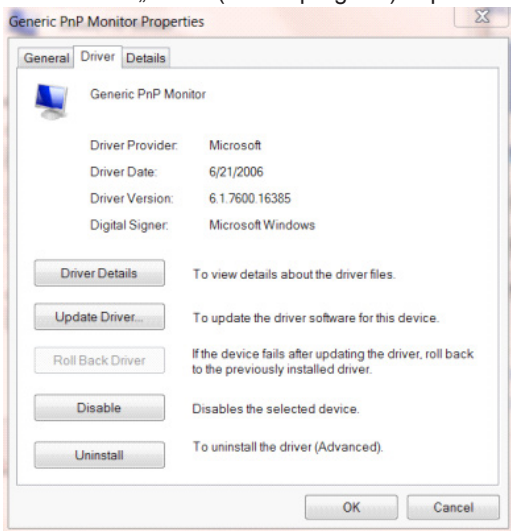 Generic PnP Monitor Properties
General Driver Details
Generic PnP Monitor
Driver Provider: Microsoft
Driver Date: 6/21/2006
Driver Version: 6.1.7600.16385
Digital Signer: Microsoft Windows
Driver Details To view details about the driver files.
Update Driver... To update the driver software for this device.
Roll Back Driver If the device fails after updating the driver, roll back
to the previously installed driver.
Disable Disables the selected device.
Uninstall To uninstall the driver (Advanced).
OK Cancel